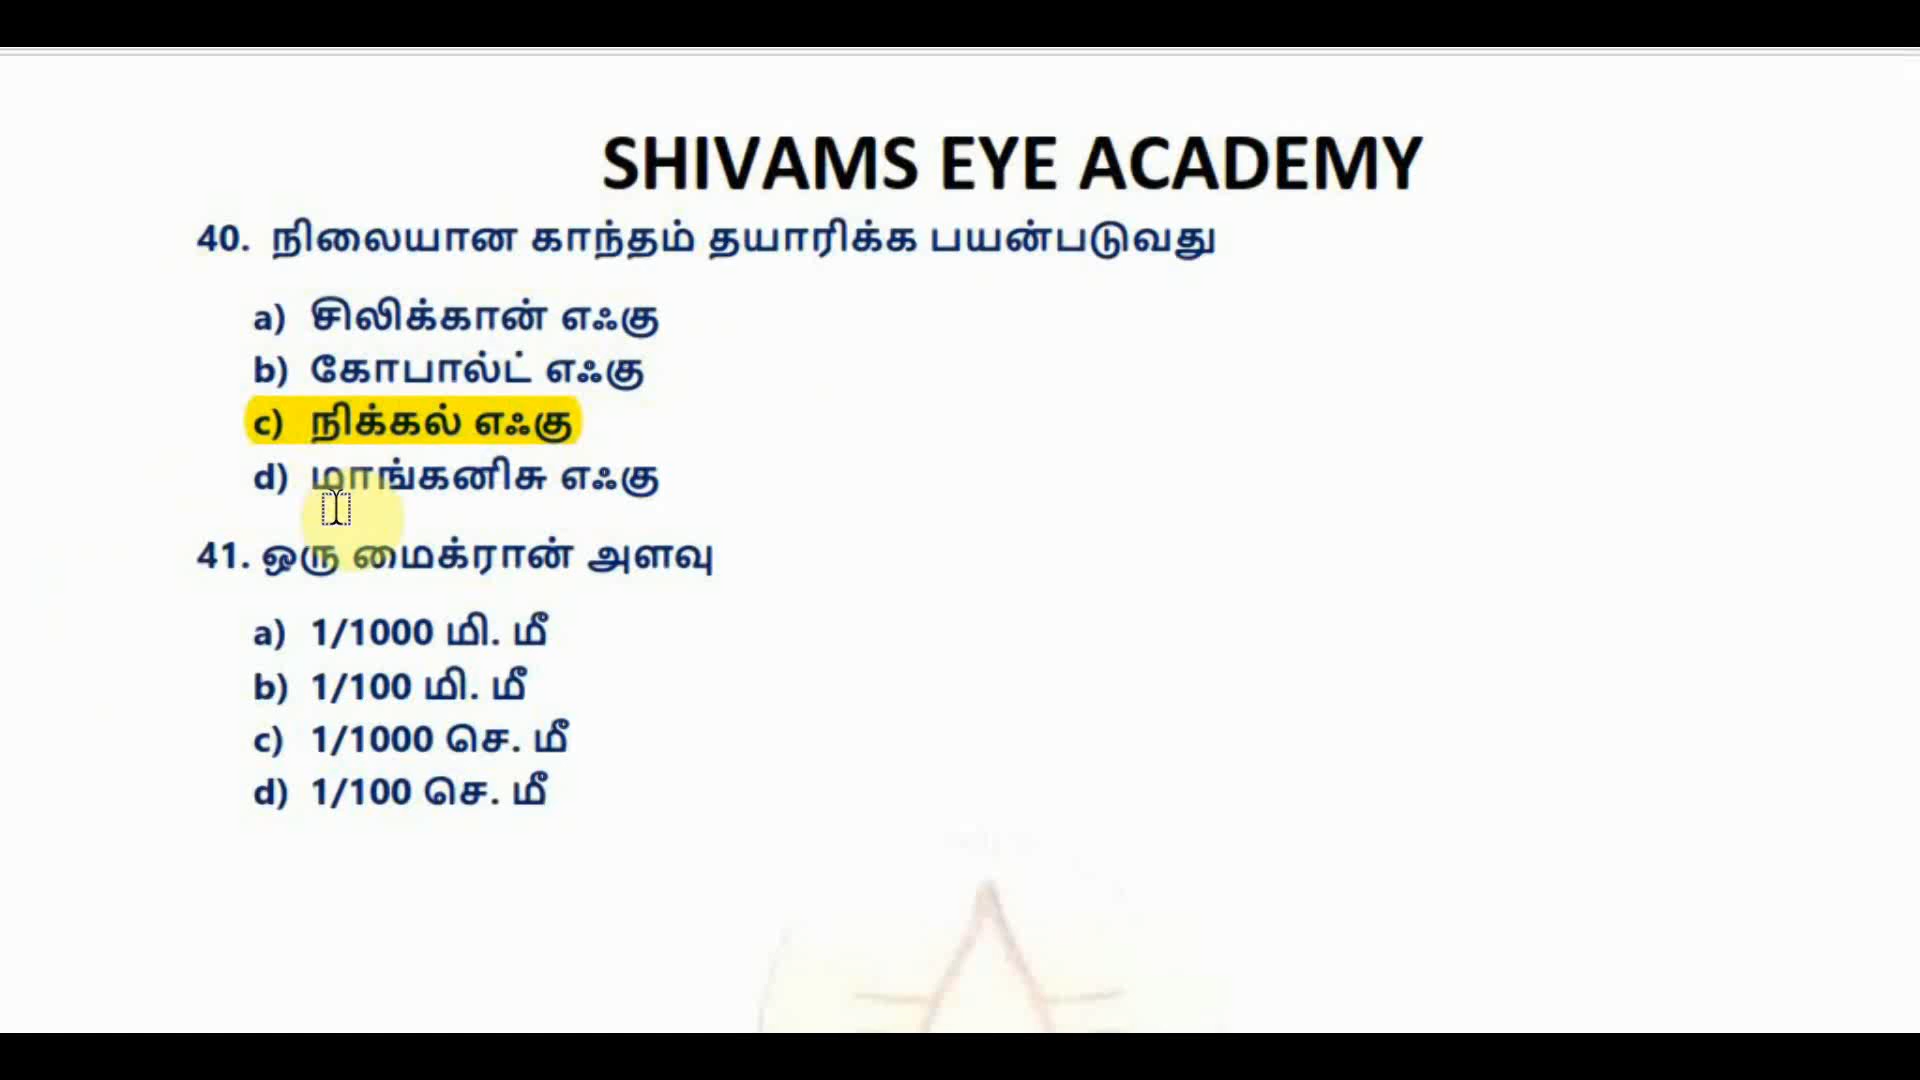 SHIVAMS EYE ACADEMY
40. நிலையான காந்தம் தயாரிக்க பயன்படுவது
a) சிலிக்கான் எஃகு
b) கோபால்ட் எஃகு
c) நிக்கல் எஃகு
d) மாங்கனிசு எஃகு
41. ஒரு மைக்ரான் அளவு
a) 1/1000 மி. மீ
b) 1/100 மி. மீ
c) 1/1000 செ. மீ
d) 1/100 செ. மீ